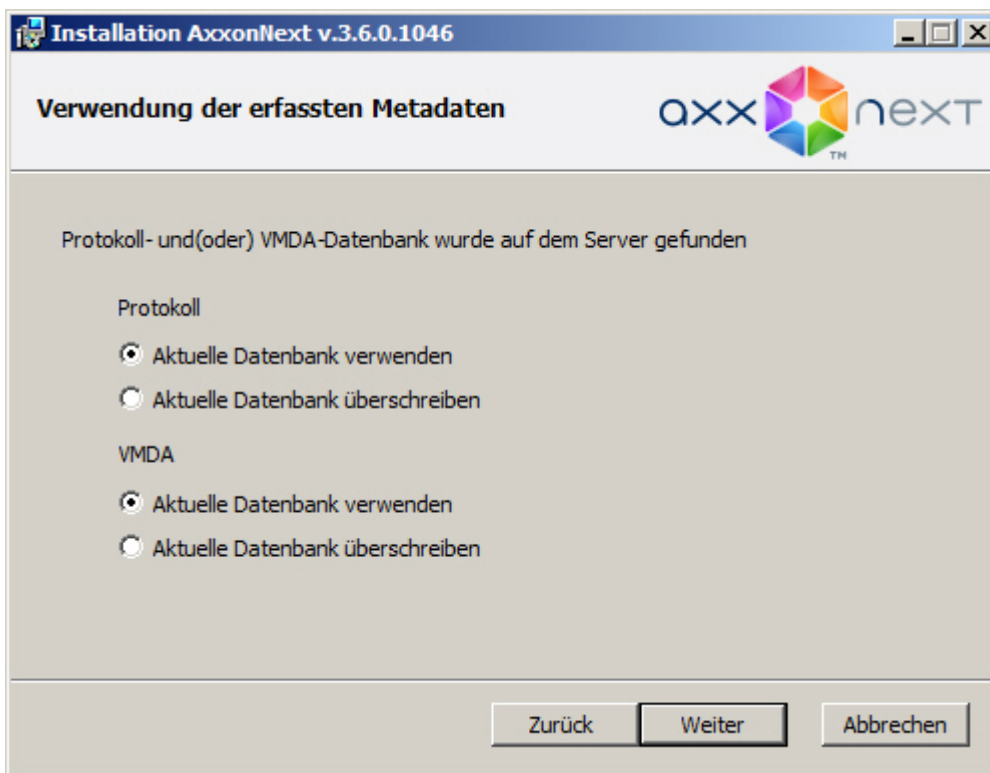 Installation AxxonNext v.3.6.0.1046
Verwendung der erfassten Metadaten
axx next
TM
Protokoll- und(oder) VMDA-Datenbank wurde auf dem Server gefunden
Protokoll
Aktuelle Datenbank verwenden
Aktuelle Datenbank überschreiben
VMDA
Aktuelle Datenbank verwenden
Aktuelle Datenbank überschreiben
Zurück
Weiter
Abbrechen